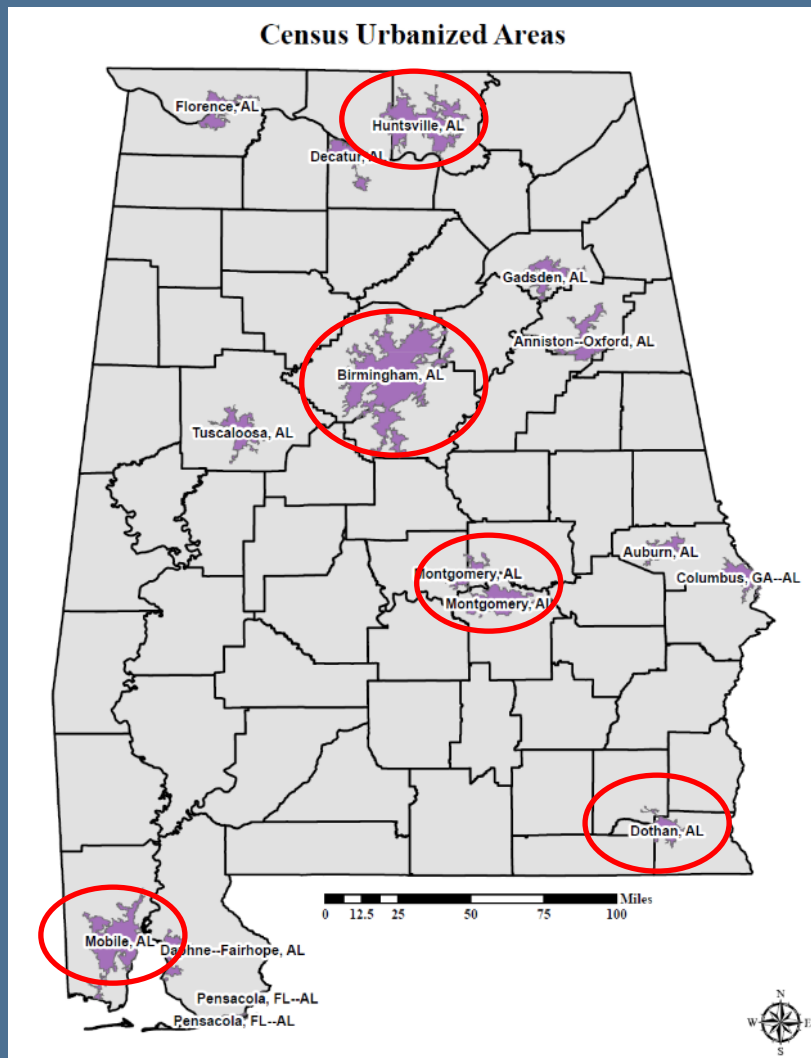 Census Urbanized Areas
Florence, AL
Huntsville, AL
Decatur, AL
Gadsden, AL
Anniston--Oxford, AL
Birmingham, AL
Tuscaloosa, AL
Auburn, AL
Montgomery, AL
Columbus, GA--AL
Montgomery, AL
Dothan, AL
Miles
0 12.5 25 50 75 100
Mobile, AL
Daphne--Fairhope, AL
Pensacola, FL--AL
Pensacola, FL--AL
N
W E
S